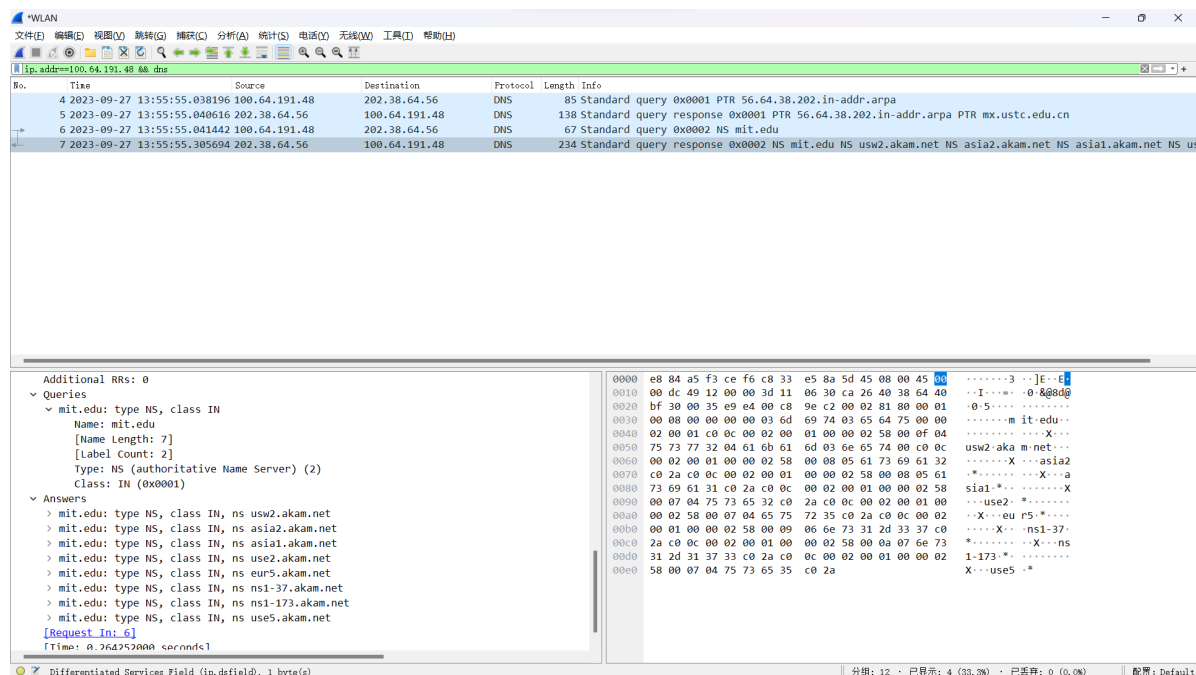 *WLAN
文件(F) 编辑(E) 视图(V) 跳转(G) 捕获(C) 分析(A) 统计(S) 电话(Y) 无线(W) 工具(T) 帮助(H)
ip.addr==100.64.191.48 && dns
No. Time Source Destination Protocol Length Info
4 2023-09-27 13:55:55.038196 100.64.191.48 202.38.64.56 DNS 85 Standard query 0x0001 PTR 56.64.38.202.in-addr.arpa
5 2023-09-27 13:55:55.040616 202.38.64.56 100.64.191.48 DNS 138 Standard query response 0x0001 PTR 56.64.38.202.in-addr.arpa PTR mx.ustc.edu.cn
6 2023-09-27 13:55:55.041442 100.64.191.48 202.38.64.56 DNS 67 Standard query 0x0002 NS mit.edu
7 2023-09-27 13:55:55.305694 202.38.64.56 100.64.191.48 DNS 234 Standard query response 0x0002 NS mit.edu NS usw2.akam.net NS asia2.akam.net NS asia1.akam.net NS us
Additional RRs: 0
Queries
mit.edu: type NS, class IN
Name: mit.edu
[Name Length: 7]
[Label Count: 2]
Type: NS (authoritative Name Server) (2)
Class: IN (0x0001)
Answers
mit.edu: type NS, class IN, ns usw2.akam.net
mit.edu: type NS, class IN, ns asia2.akam.net
mit.edu: type NS, class IN, ns asia1.akam.net
mit.edu: type NS, class IN, ns use2.akam.net
mit.edu: type NS, class IN, ns eur5.akam.net
mit.edu: type NS, class IN, ns ns1-37.akam.net
mit.edu: type NS, class IN, ns ns1-173.akam.net
mit.edu: type NS, class IN, ns use5.akam.net
[Request In: 6]
[Time: 0.264252000 seconds]
0000 e8 84 a5 f3 ce f6 c8 33 e5 8a 5d 45 08 00 45 00 ·······3 ··]E··E·
0010 00 dc 49 12 00 00 3d 11 06 30 ca 26 40 38 64 40 ··I···=· ·0·&@8d@
0020 bf 30 00 35 e9 e4 00 c8 9e c2 00 02 81 80 00 01 ·0·5···· ········
0030 00 08 00 00 00 00 03 6d 69 74 03 65 64 75 00 00 ·······m it·edu··
0040 02 00 01 c0 0c 00 02 00 01 00 00 02 58 00 0f 04 ········ ····X···
0050 75 73 77 32 04 61 6b 61 6d 03 6e 65 74 00 c0 0c usw2·aka m·net···
0060 00 02 00 01 00 00 02 58 00 08 05 61 73 69 61 32 ·······X ···asia2
0070 c0 2a c0 0c 00 02 00 01 00 00 02 58 00 08 05 61 ·*······ ···X···a
0080 73 69 61 31 c0 2a c0 0c 00 02 00 01 00 00 02 58 sia1·*·· ·······X
0090 00 07 04 75 73 65 32 c0 2a c0 0c 00 02 00 01 00 ···use2· *·······
00a0 00 02 58 00 07 04 65 75 72 35 c0 2a c0 0c 00 02 ··X···eu r5·*····
00b0 00 01 00 00 02 58 00 09 06 6e 73 31 2d 33 37 c0 ·····X·· ·ns1-37·
00c0 2a c0 0c 00 02 00 01 00 00 02 58 00 0a 07 6e 73 *······· ··X···ns
00d0 31 2d 31 37 33 c0 2a c0 0c 00 02 00 01 00 00 02 1-173·*· ········
00e0 58 00 07 04 75 73 65 35 c0 2a X···use5 ·*
Differentiated Services Field (ip.dsfield), 1 byte(s) 分组: 12 · 已显示: 4 (33.3%) · 已丢弃: 0 (0.0%) 配置: Default